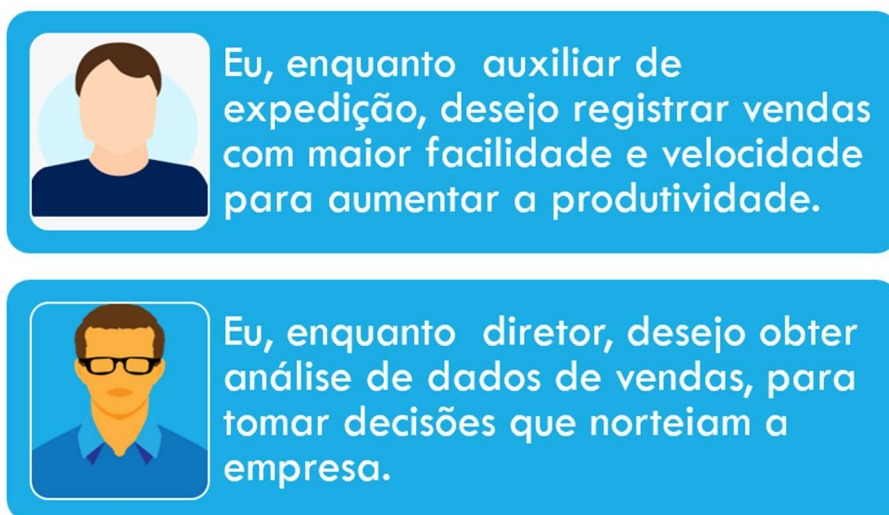 Eu, enquanto  auxiliar de
expedição, desejo registrar vendas
com maior facilidade e velocidade
para aumentar a produtividade.
Eu, enquanto  diretor, desejo obter
análise de dados de vendas, para
tomar decisões que norteiam a
empresa.